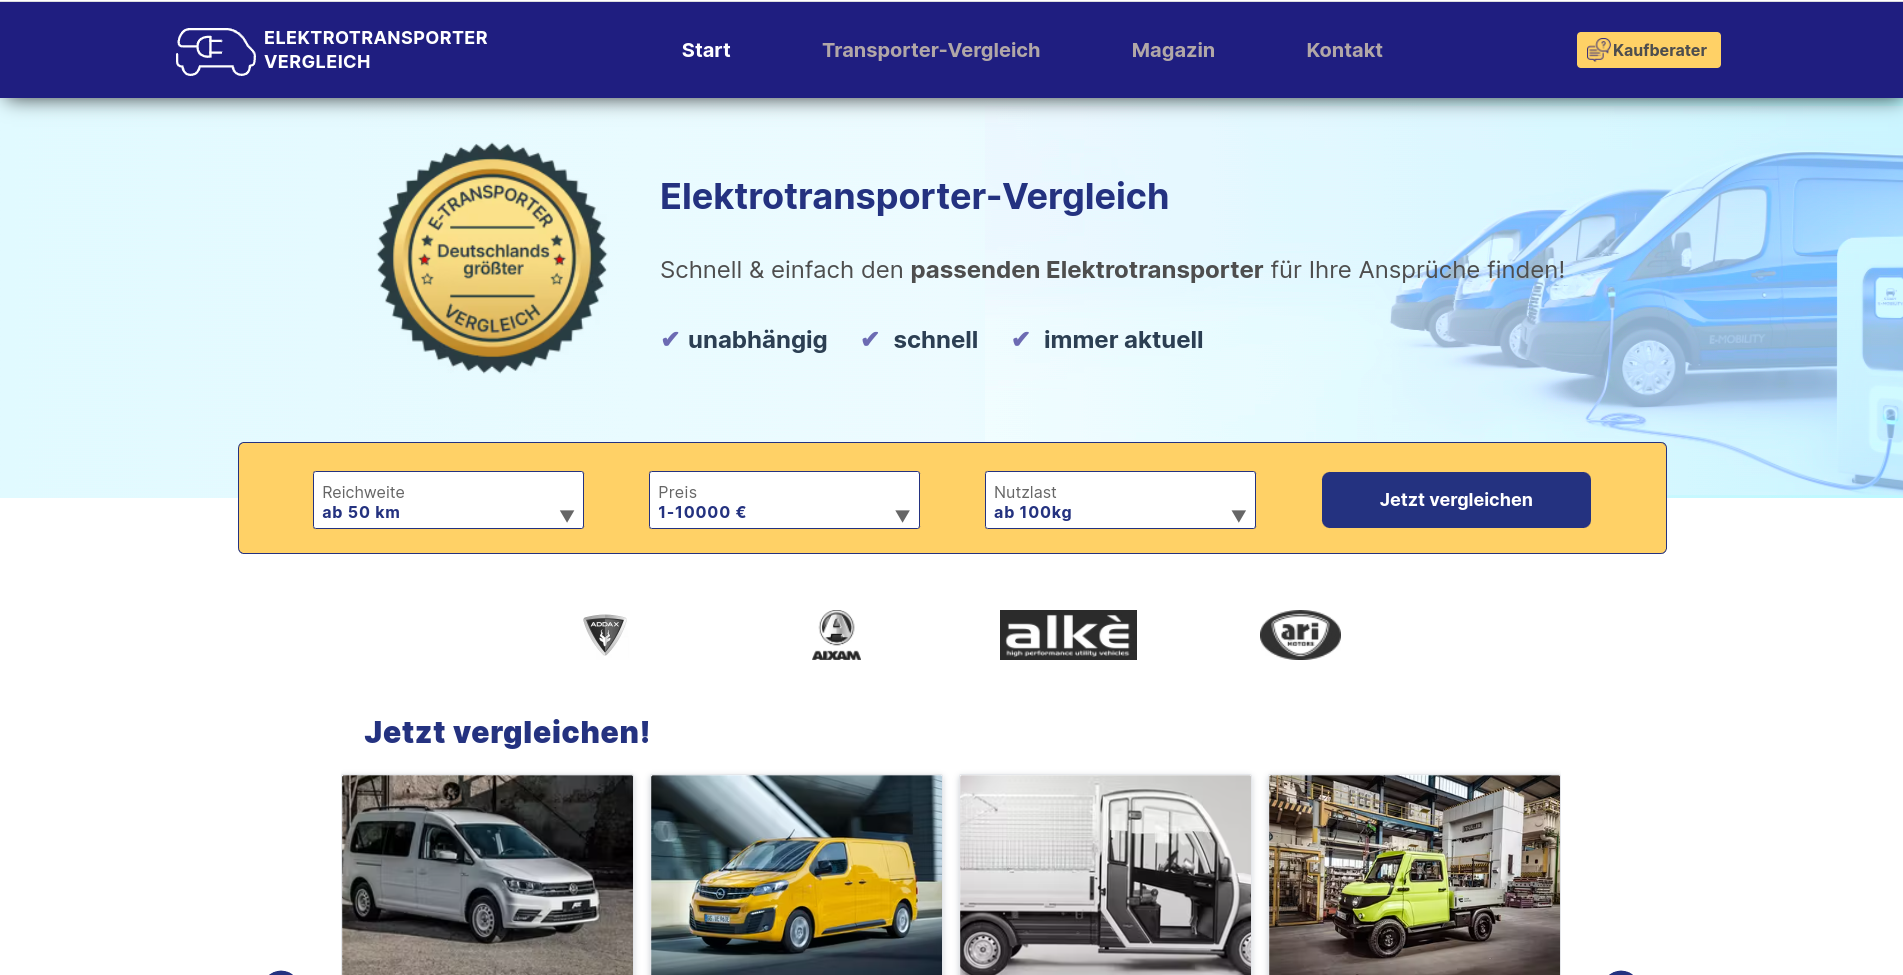 ELEKTROTRANSPORTER
VERGLEICH
Start
Transporter-Vergleich
Magazin
Kontakt
Kaufberater
E-TRANSPORTER
Deutschlands
größter
VERGLEICH
Elektrotransporter-Vergleich
Schnell & einfach den passenden Elektrotransporter für Ihre Ansprüche finden!
✔ unabhängig ✔ schnell ✔ immer aktuell
E-MOBILITY
Reichweite
ab 50 km
Preis
1-10000 €
Nutzlast
ab 100kg
Jetzt vergleichen
ADDAX
AIXAM
alkè
high performance utility vehicles
ari
MOTORS
Jetzt vergleichen!